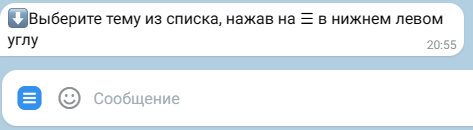 ⬇️Выберите тему из списка, нажав на ☰ в нижнем левом
углу
20:55
Сообщение